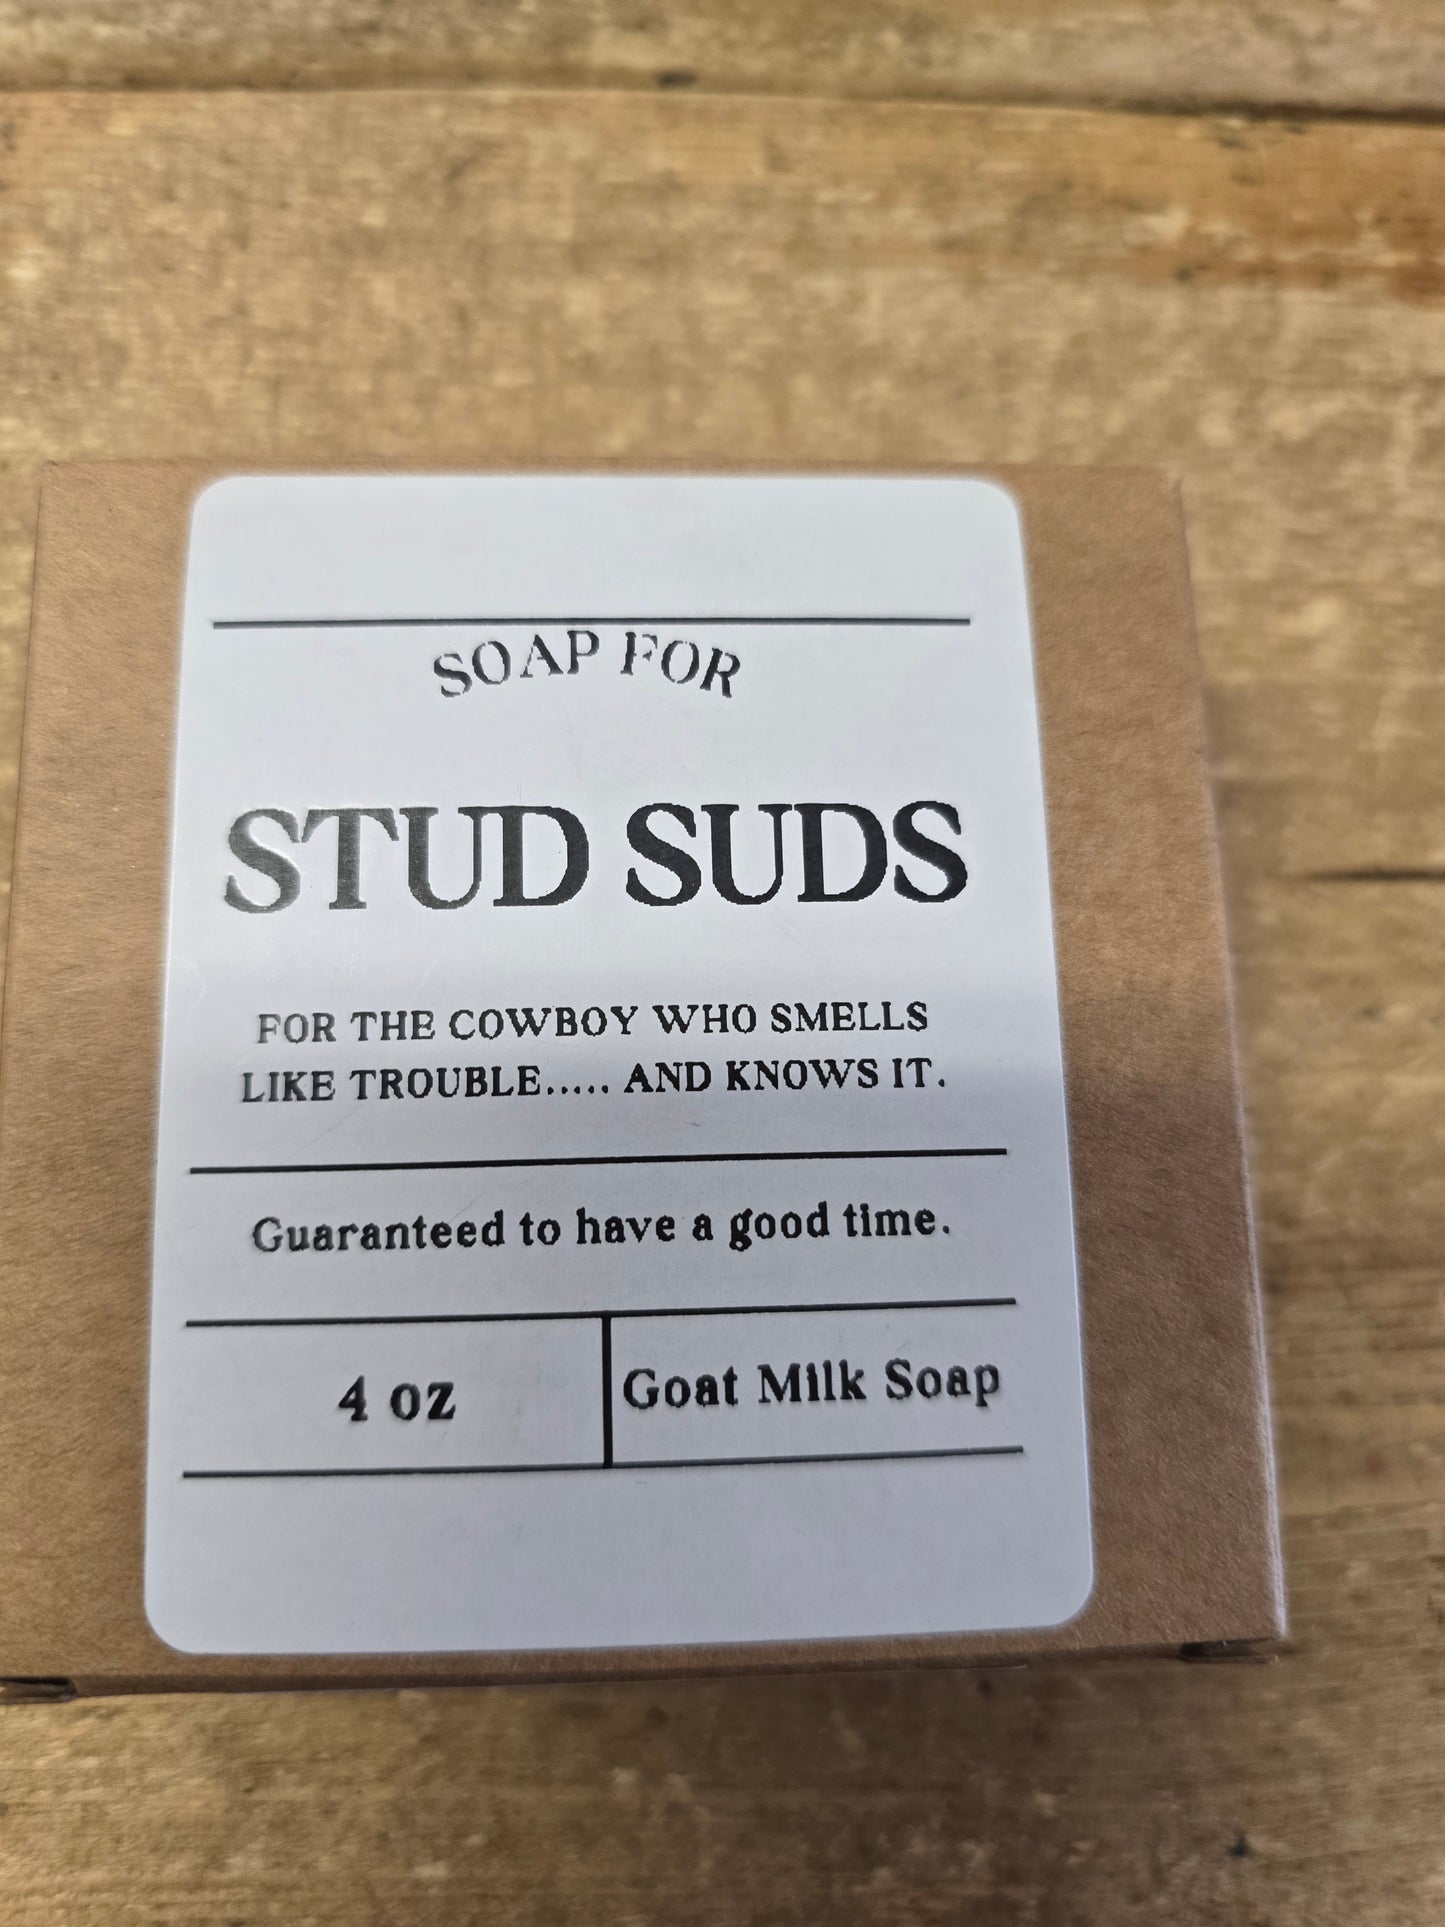 SOAP FOR
STUD SUDS
FOR THE COWBOY WHO SMELLS
LIKE TROUBLE..... AND KNOWS IT.
Guaranteed to have a good time.
4 oz
Goat Milk Soap